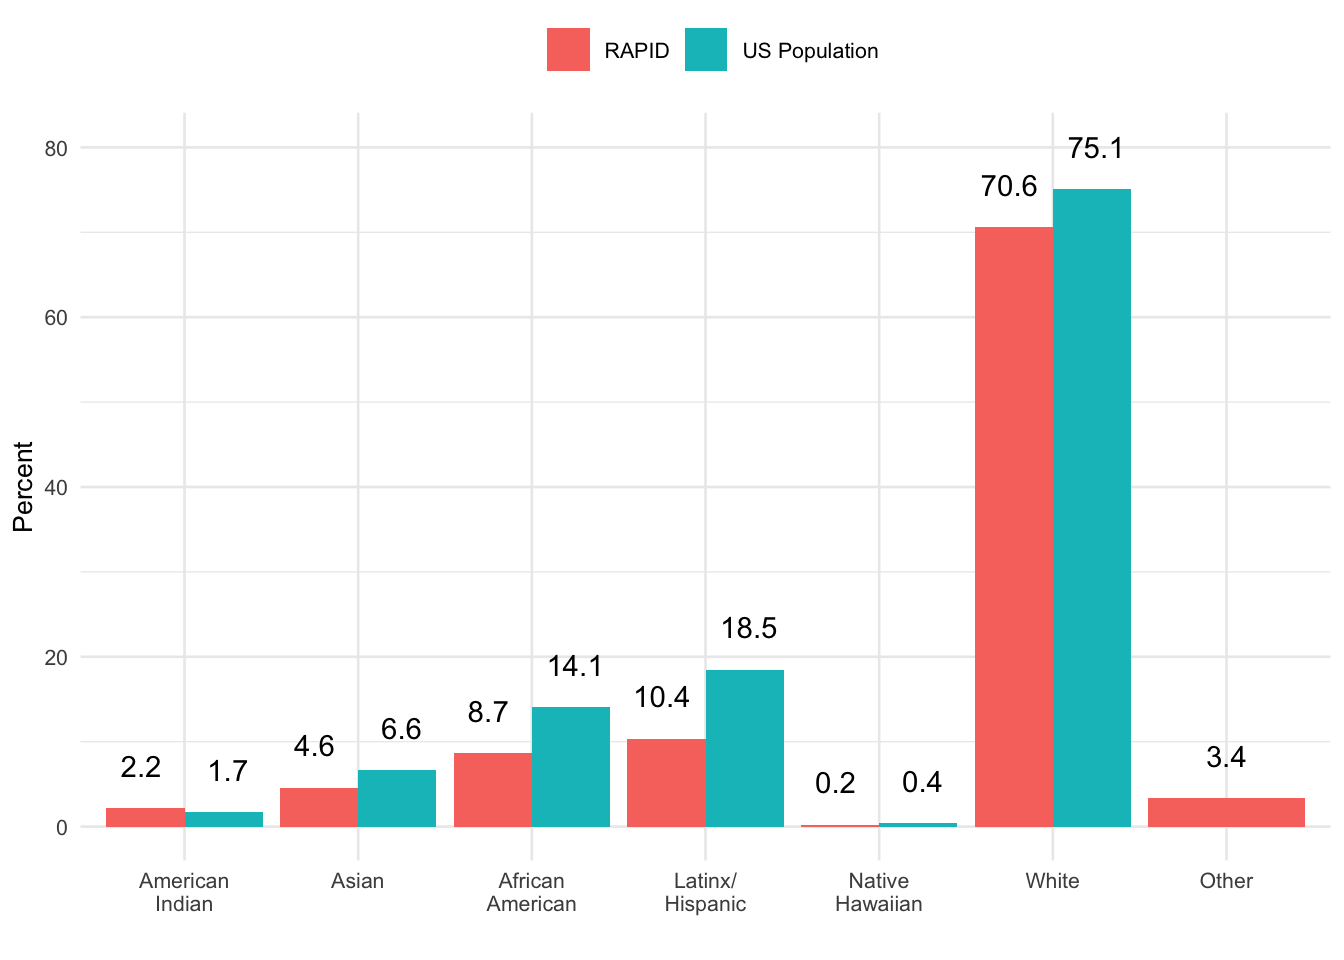 RAPID US Population
80
60
40
20
0
Percent
75.1
70.6
18.5
14.1
10.4
8.7
6.6
4.6
2.2
1.7
0.2
0.4
3.4
American
Indian
Asian
African
American
Latinx/
Hispanic
Native
Hawaiian
White
Other